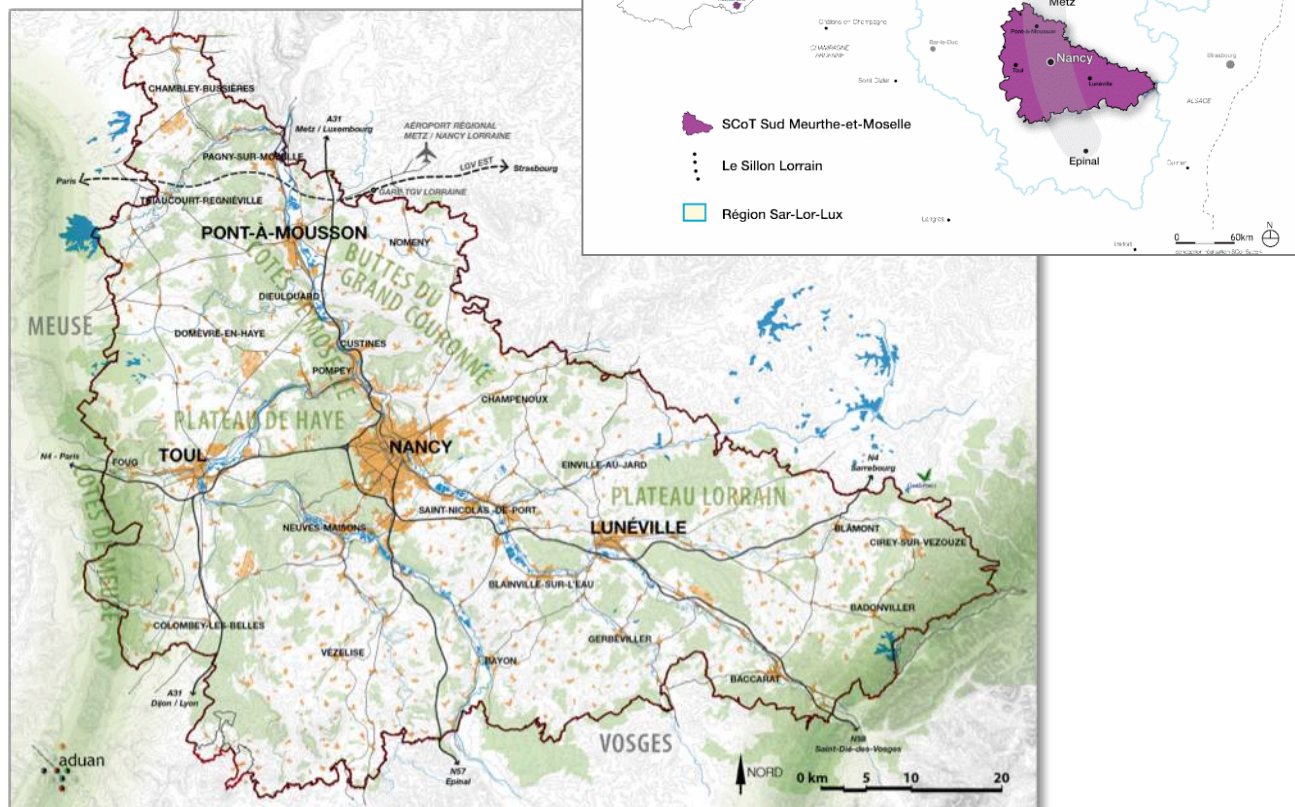 Metz
Châlons en Champagne
CHAMPAGNE
ARDENNE
Bar-le-Duc
Saint Dizier
Pont-à-Mousson
Nancy
Toul
Lunéville
Strasbourg
ALSACE
Epinal
Colmar
Langres
SCoT Sud Meurthe-et-Moselle
Le Sillon Lorrain
Région Sar-Lor-Lux
N
0 60km
CHAMBLEY-BUSSIÈRES
A31
Metz / Luxembourg
AÉROPORT RÉGIONAL
METZ / NANCY LORRAINE
PAGNY-SUR-MOSELLE
LGV EST
Paris
Strasbourg
GARE TGV LORRAINE
THIAUCOURT-REGNIÉVILLE
PONT-À-MOUSSON
NOMENY
BUTTES DU
GRAND COURONNÉ
DIEULOUARD
MEUSE
DOMÈVRE-EN-HAYE
CUSTINES
POMPEY
CHAMPENOUX
PLATEAU DE HAYE
NANCY
N4 - Paris
FOUG
TOUL
EINVILLE-AU-JARD
N4
Sarrebourg
PLATEAU LORRAIN
SAINT-NICOLAS-DE-PORT
NEUVES-MAISONS
LUNÉVILLE
BLÂMONT
CIREY-SUR-VEZOUZE
CÔTES DE MEUSE
BLAINVILLE-SUR-L'EAU
BADONVILLER
COLOMBEY-LES-BELLES
GERBÉVILLER
VÉZELISE
BAYON
BACCARAT
A31
Dijon / Lyon
VOSGES
N59
Saint-Dié-des-Vosges
aduan
N57
Epinal
NORD
0 km 5 10 20